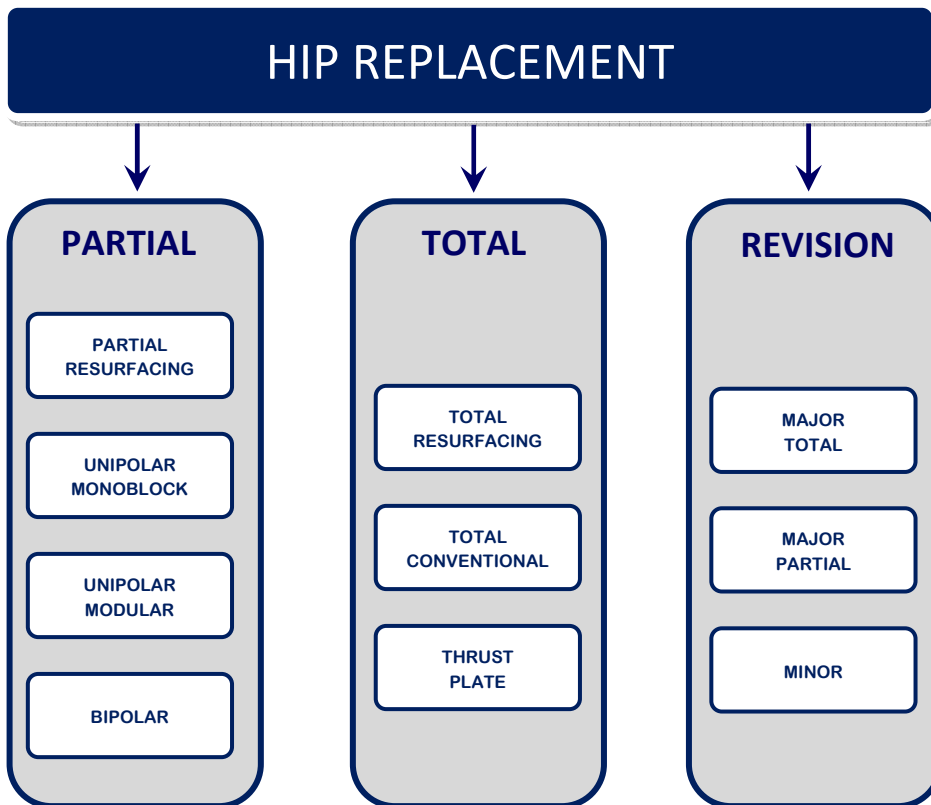 HIP REPLACEMENT
PARTIAL
PARTIAL
RESURFACING
UNIPOLAR
MONOBLOCK
UNIPOLAR
MODULAR
BIPOLAR
TOTAL
TOTAL
RESURFACING
TOTAL
CONVENTIONAL
THRUST
PLATE
REVISION
MAJOR
TOTAL
MAJOR
PARTIAL
MINOR